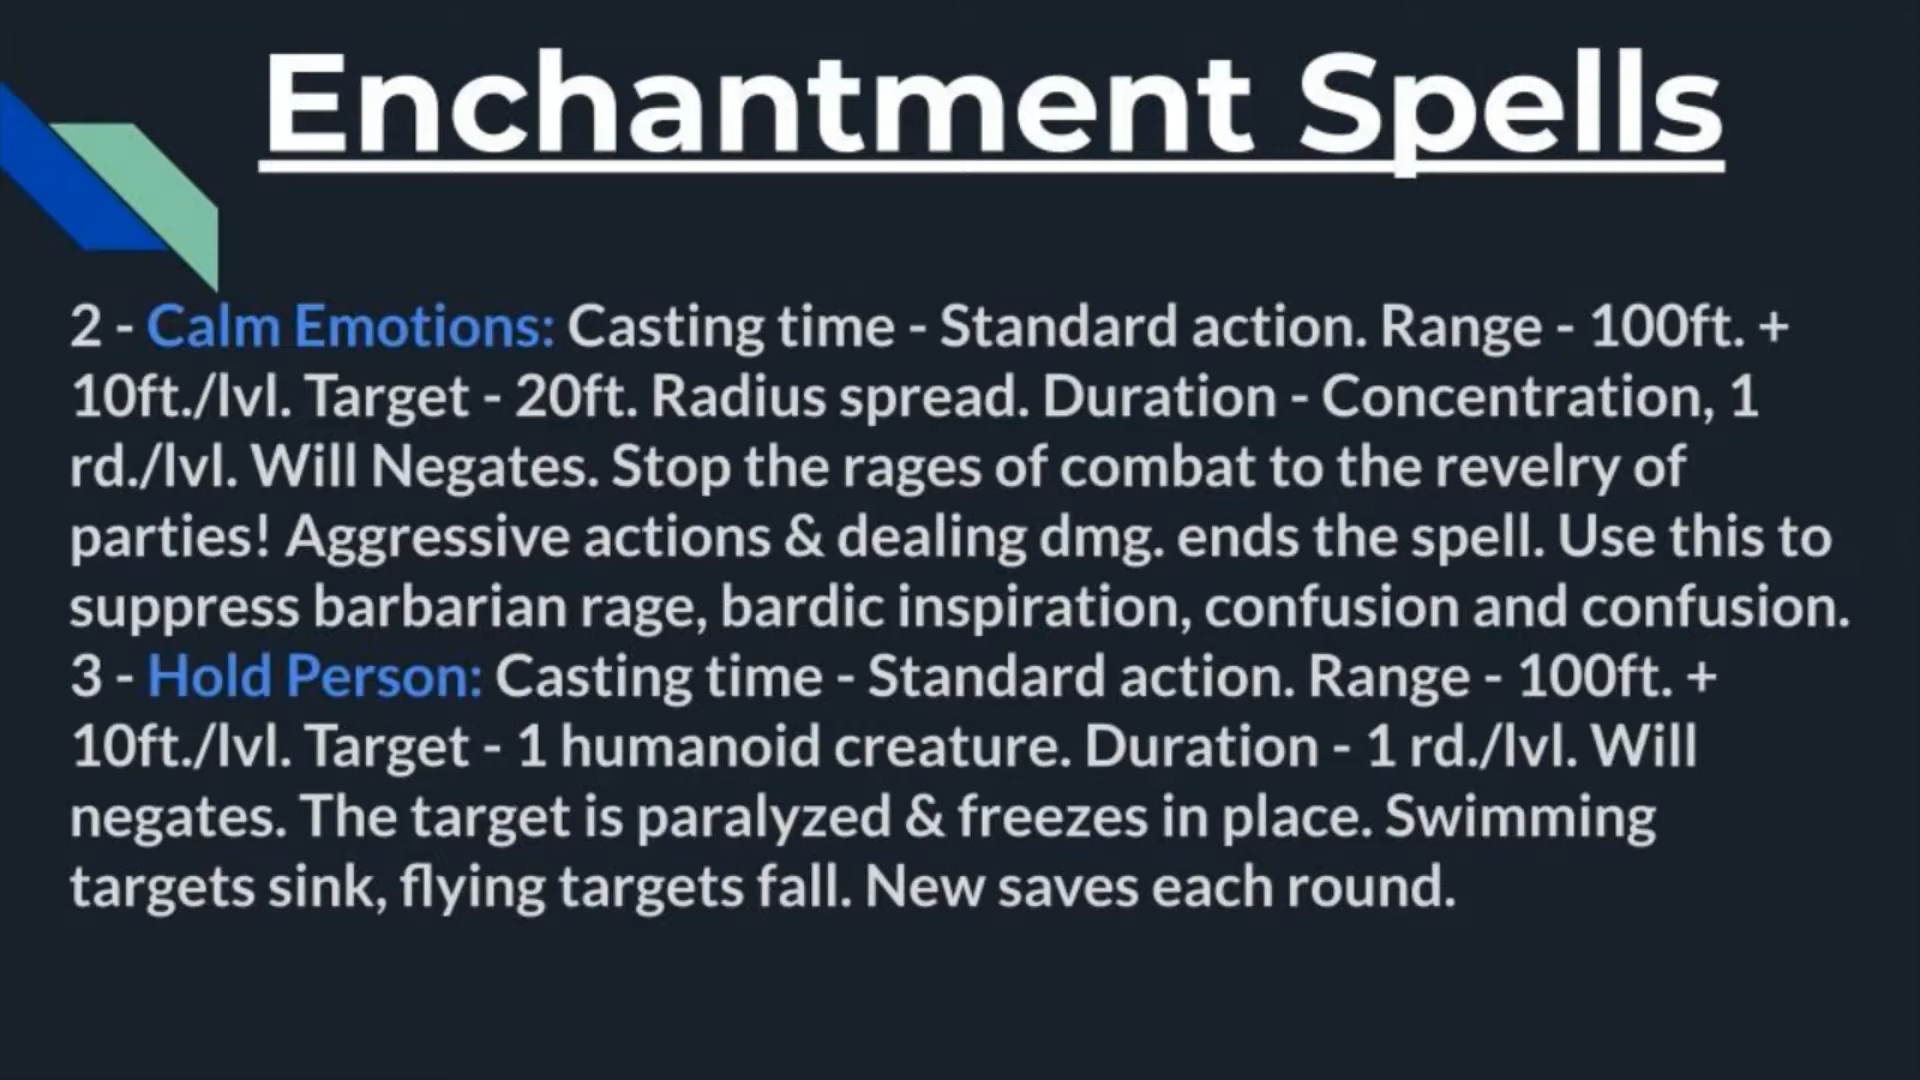 Enchantment Spells
2 - Calm Emotions: Casting time - Standard action. Range - 100ft. +
10ft./lvl. Target - 20ft. Radius spread. Duration - Concentration, 1
rd./lvl. Will Negates. Stop the rages of combat to the revelry of
parties! Aggressive actions & dealing dmg. ends the spell. Use this to
suppress barbarian rage, bardic inspiration, confusion and confusion.
3 - Hold Person: Casting time - Standard action. Range - 100ft. +
10ft./lvl. Target - 1 humanoid creature. Duration - 1 rd./lvl. Will
negates. The target is paralyzed & freezes in place. Swimming
targets sink, flying targets fall. New saves each round.